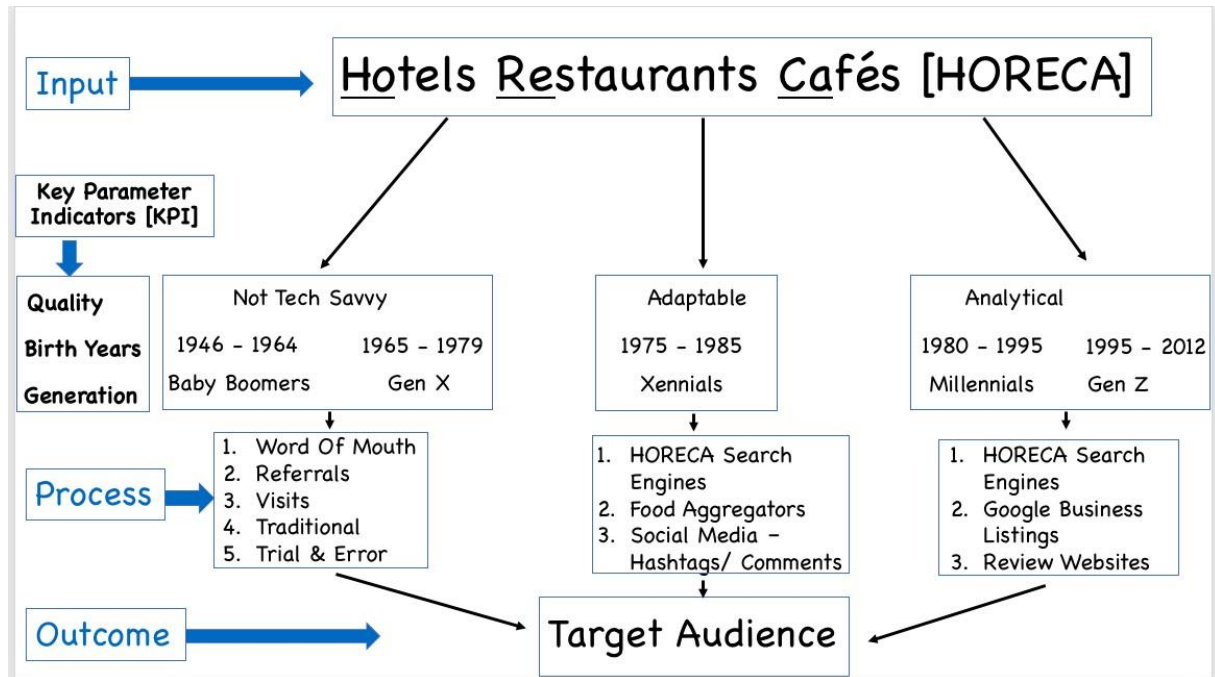 Input
Hotels Restaurants Cafés [HORECA]
Key Parameter
Indicators [KPI]
Quality
Birth Years
Generation
Not Tech Savvy
1946 - 1964 1965 - 1979
Baby Boomers Gen X
Adaptable
1975 - 1985
Xennials
Analytical
1980 - 1995 1995 - 2012
Millennials Gen Z
Process
1. Word Of Mouth
2. Referrals
3. Visits
4. Traditional
5. Trial & Error
1. HORECA Search
Engines
2. Food Aggregators
3. Social Media -
Hashtags/ Comments
1. HORECA Search
Engines
2. Google Business
Listings
3. Review Websites
Outcome
Target Audience